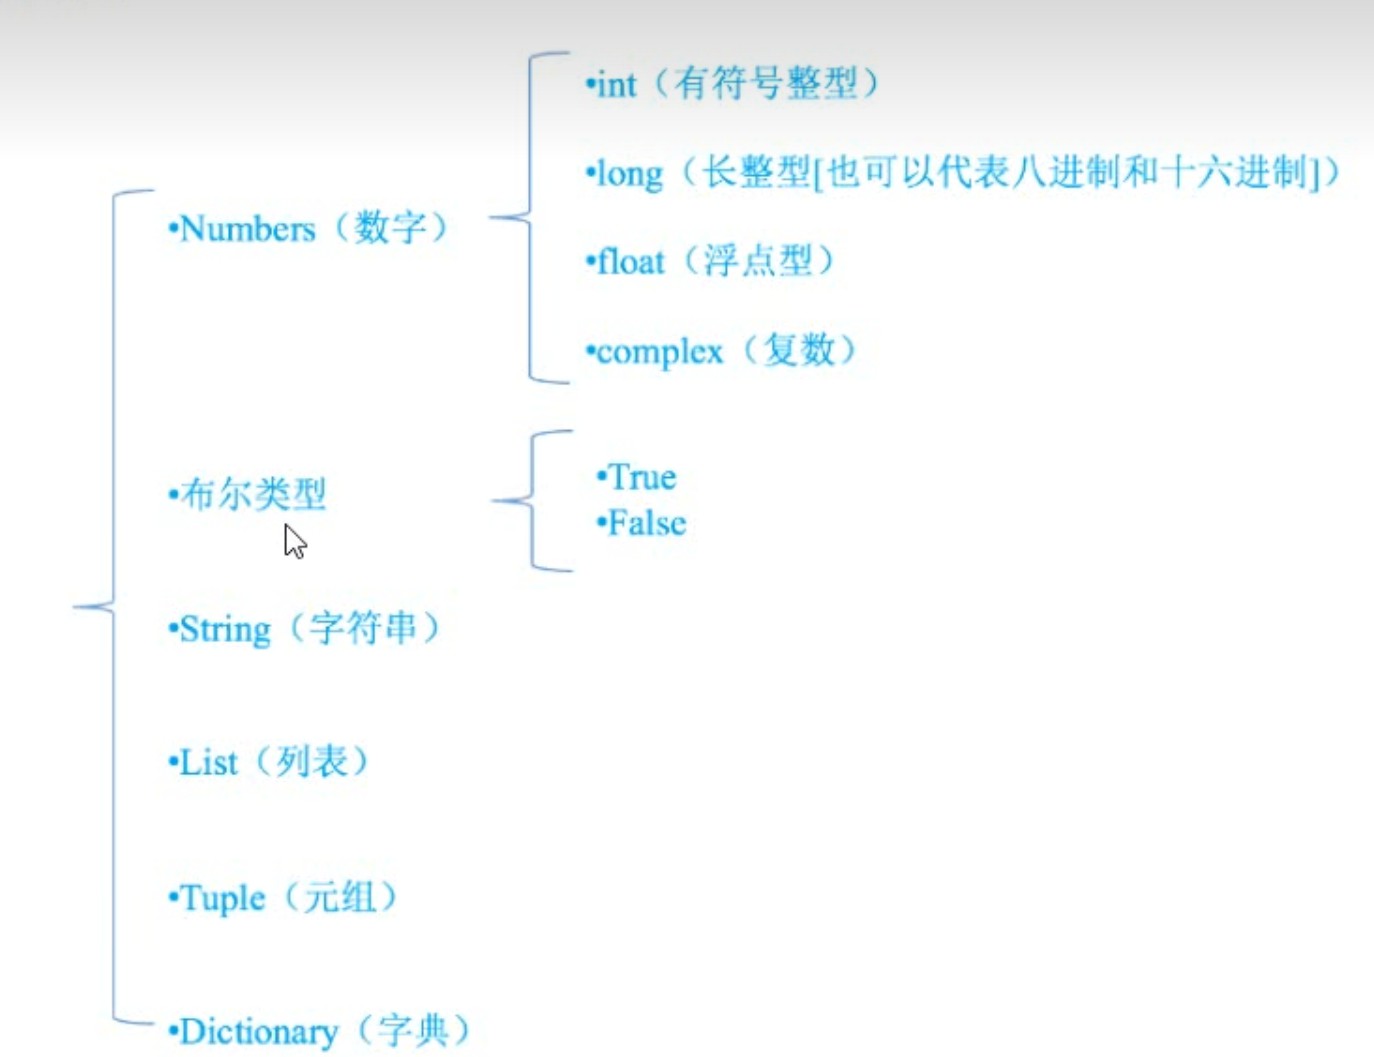 •Numbers（数字）
•int（有符号整型）
•long（长整型[也可以代表八进制和十六进制]）
•float（浮点型）
•complex（复数）
•布尔类型
•True
•False
•String（字符串）
•List（列表）
•Tuple（元组）
•Dictionary（字典）